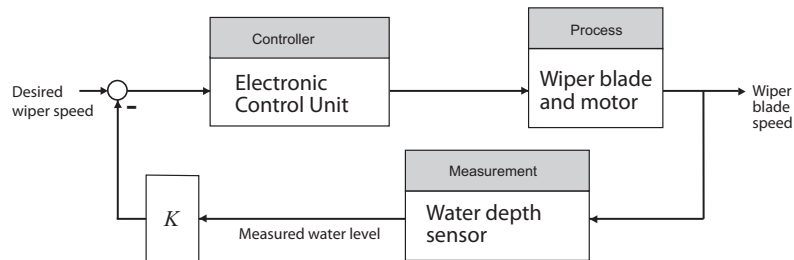 Controller
Process
Electronic
Control Unit
Wiper blade
and motor
Desired
wiper speed
-
Wiper
blade
speed
Measurement
Water depth
sensor
K
Measured water level